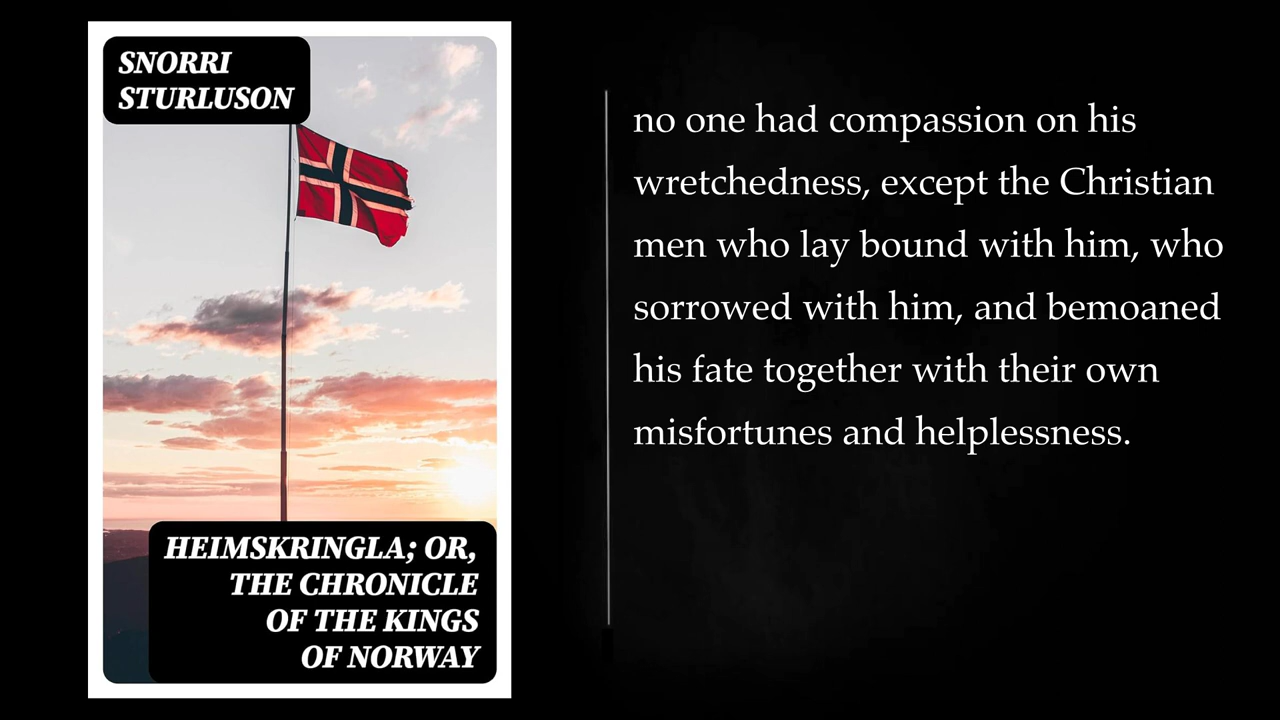 SNORRI
STURLUSON
HEIMSKRINGLA; OR,
THE CHRONICLE
OF THE KINGS
OF NORWAY
no one had compassion on his
wretchedness, except the Christian
men who lay bound with him, who
sorrowed with him, and bemoaned
his fate together with their own
misfortunes and helplessness.